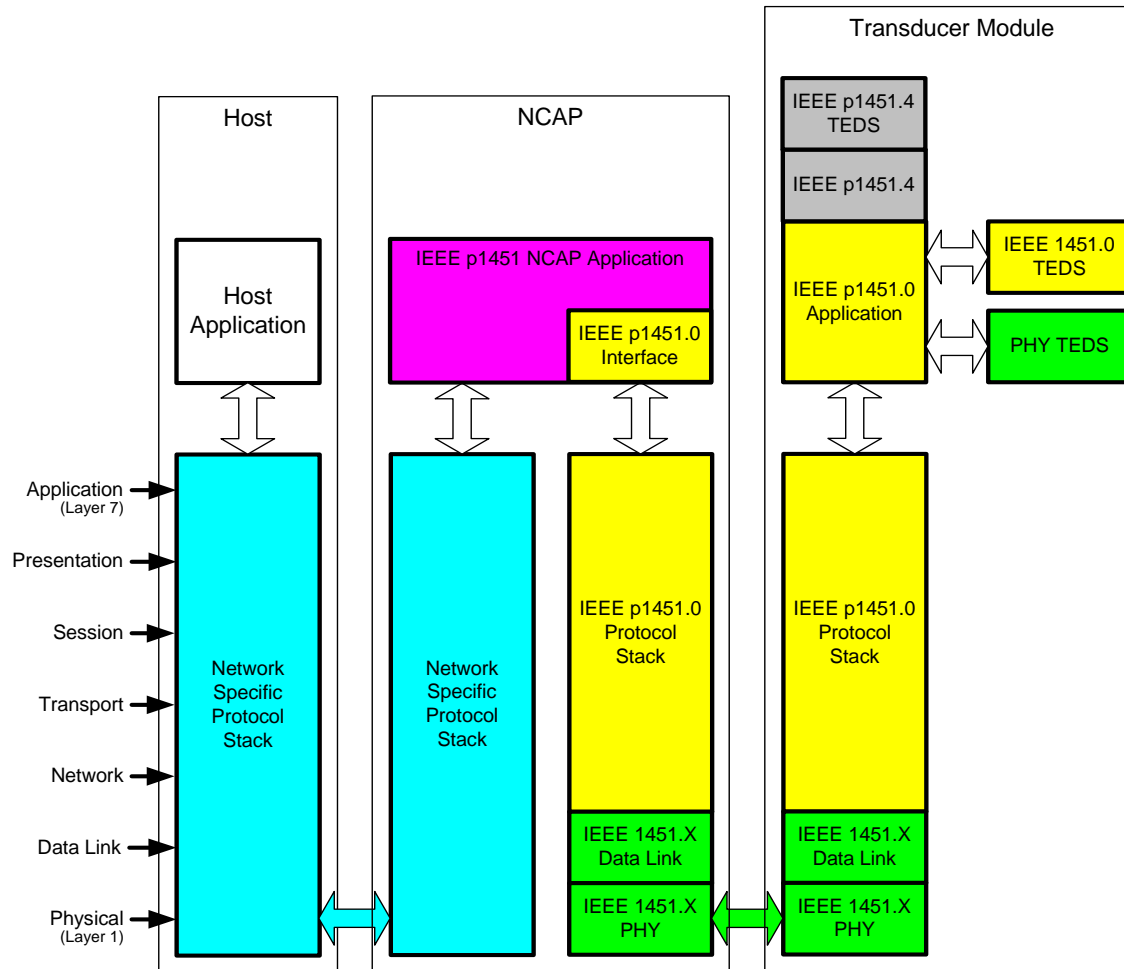 Transducer Module
Host
NCAP
IEEE p1451.4
TEDS
IEEE p1451.4
IEEE p1451.0
Application
IEEE 1451.0
TEDS
PHY TEDS
Host
Application
IEEE p1451 NCAP Application
IEEE p1451.0
Interface
Application
(Layer 7)
Presentation
Session
Transport
Network
Data Link
Physical
(Layer 1)
Network
Specific
Protocol
Stack
Network
Specific
Protocol
Stack
IEEE p1451.0
Protocol
Stack
IEEE 1451.X
Data Link
IEEE 1451.X
PHY
IEEE p1451.0
Protocol
Stack
IEEE 1451.X
Data Link
IEEE 1451.X
PHY